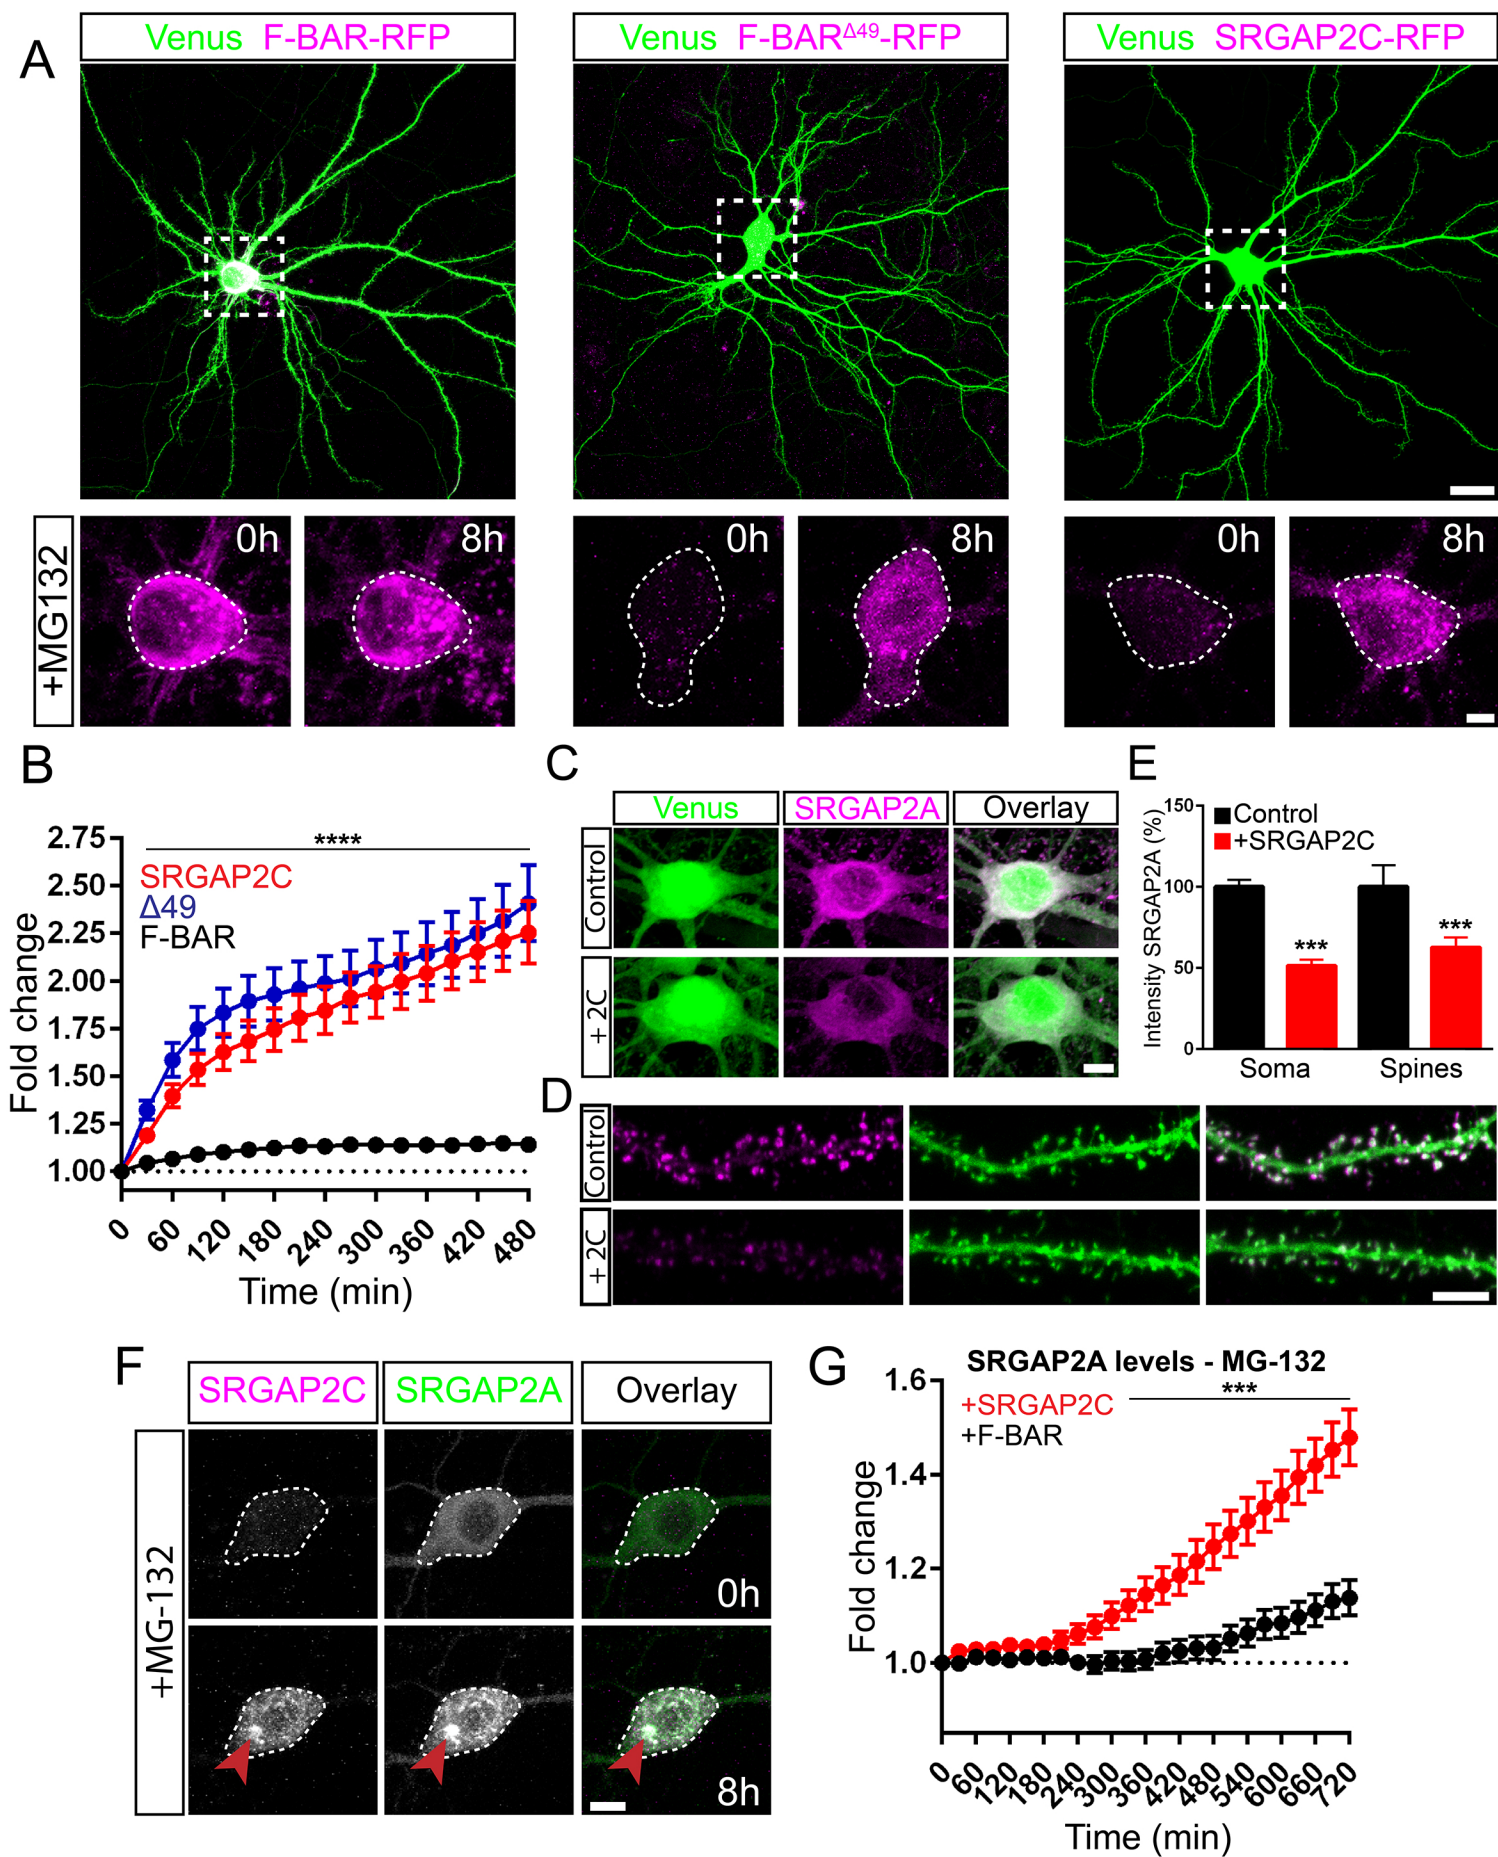 A
Venus F-BAR-RFP
Venus F-BARΔ49-RFP
Venus SRGAP2C-RFP
+MG132
0h
8h
0h
8h
0h
8h
B
2.75
2.50
2.25
2.00
1.75
1.50
1.25
1.00
Fold change
****
SRGAP2C
Δ49
F-BAR
0
60
120
180
240
300
360
420
480
Time (min)
C
Venus
SRGAP2A
Overlay
Control
+ 2C
D
Control
+ 2C
E
Intensity SRGAP2A (%)
150
100
50
0
Control
+SRGAP2C
***
***
Soma
Spines
F
SRGAP2C
SRGAP2A
Overlay
+MG-132
0h
8h
G
SRGAP2A levels - MG-132
***
+SRGAP2C
+F-BAR
1.6
1.4
1.2
1.0
Fold change
0
60
120
180
240
300
360
420
480
540
600
660
720
Time (min)